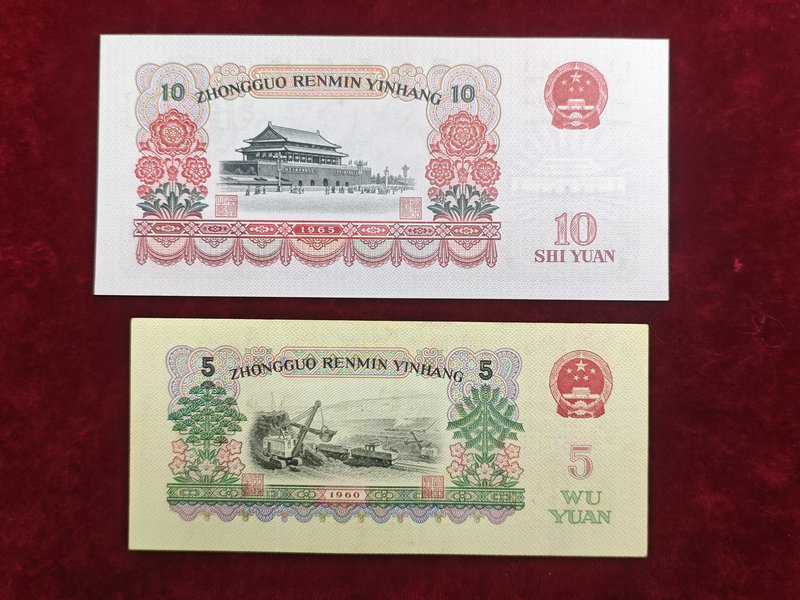 10 ZHONGGUO RENMIN YINHANG 10
1965
10
SHI YUAN
5 ZHONGGUO RENMIN YINHANG 5
1960
5
WU
YUAN